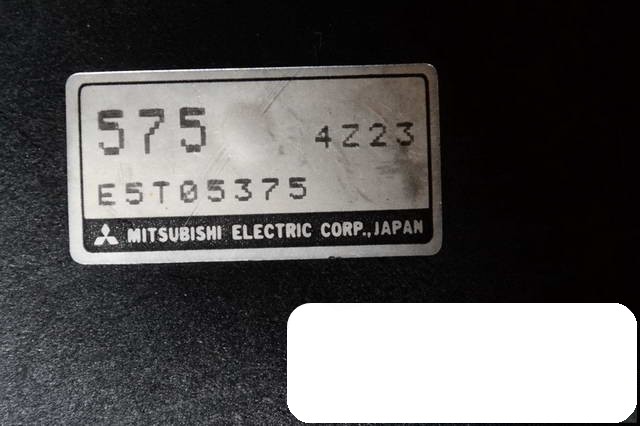 575 4Z23
E5T05375
MITSUBISHI ELECTRIC CORP., JAPAN